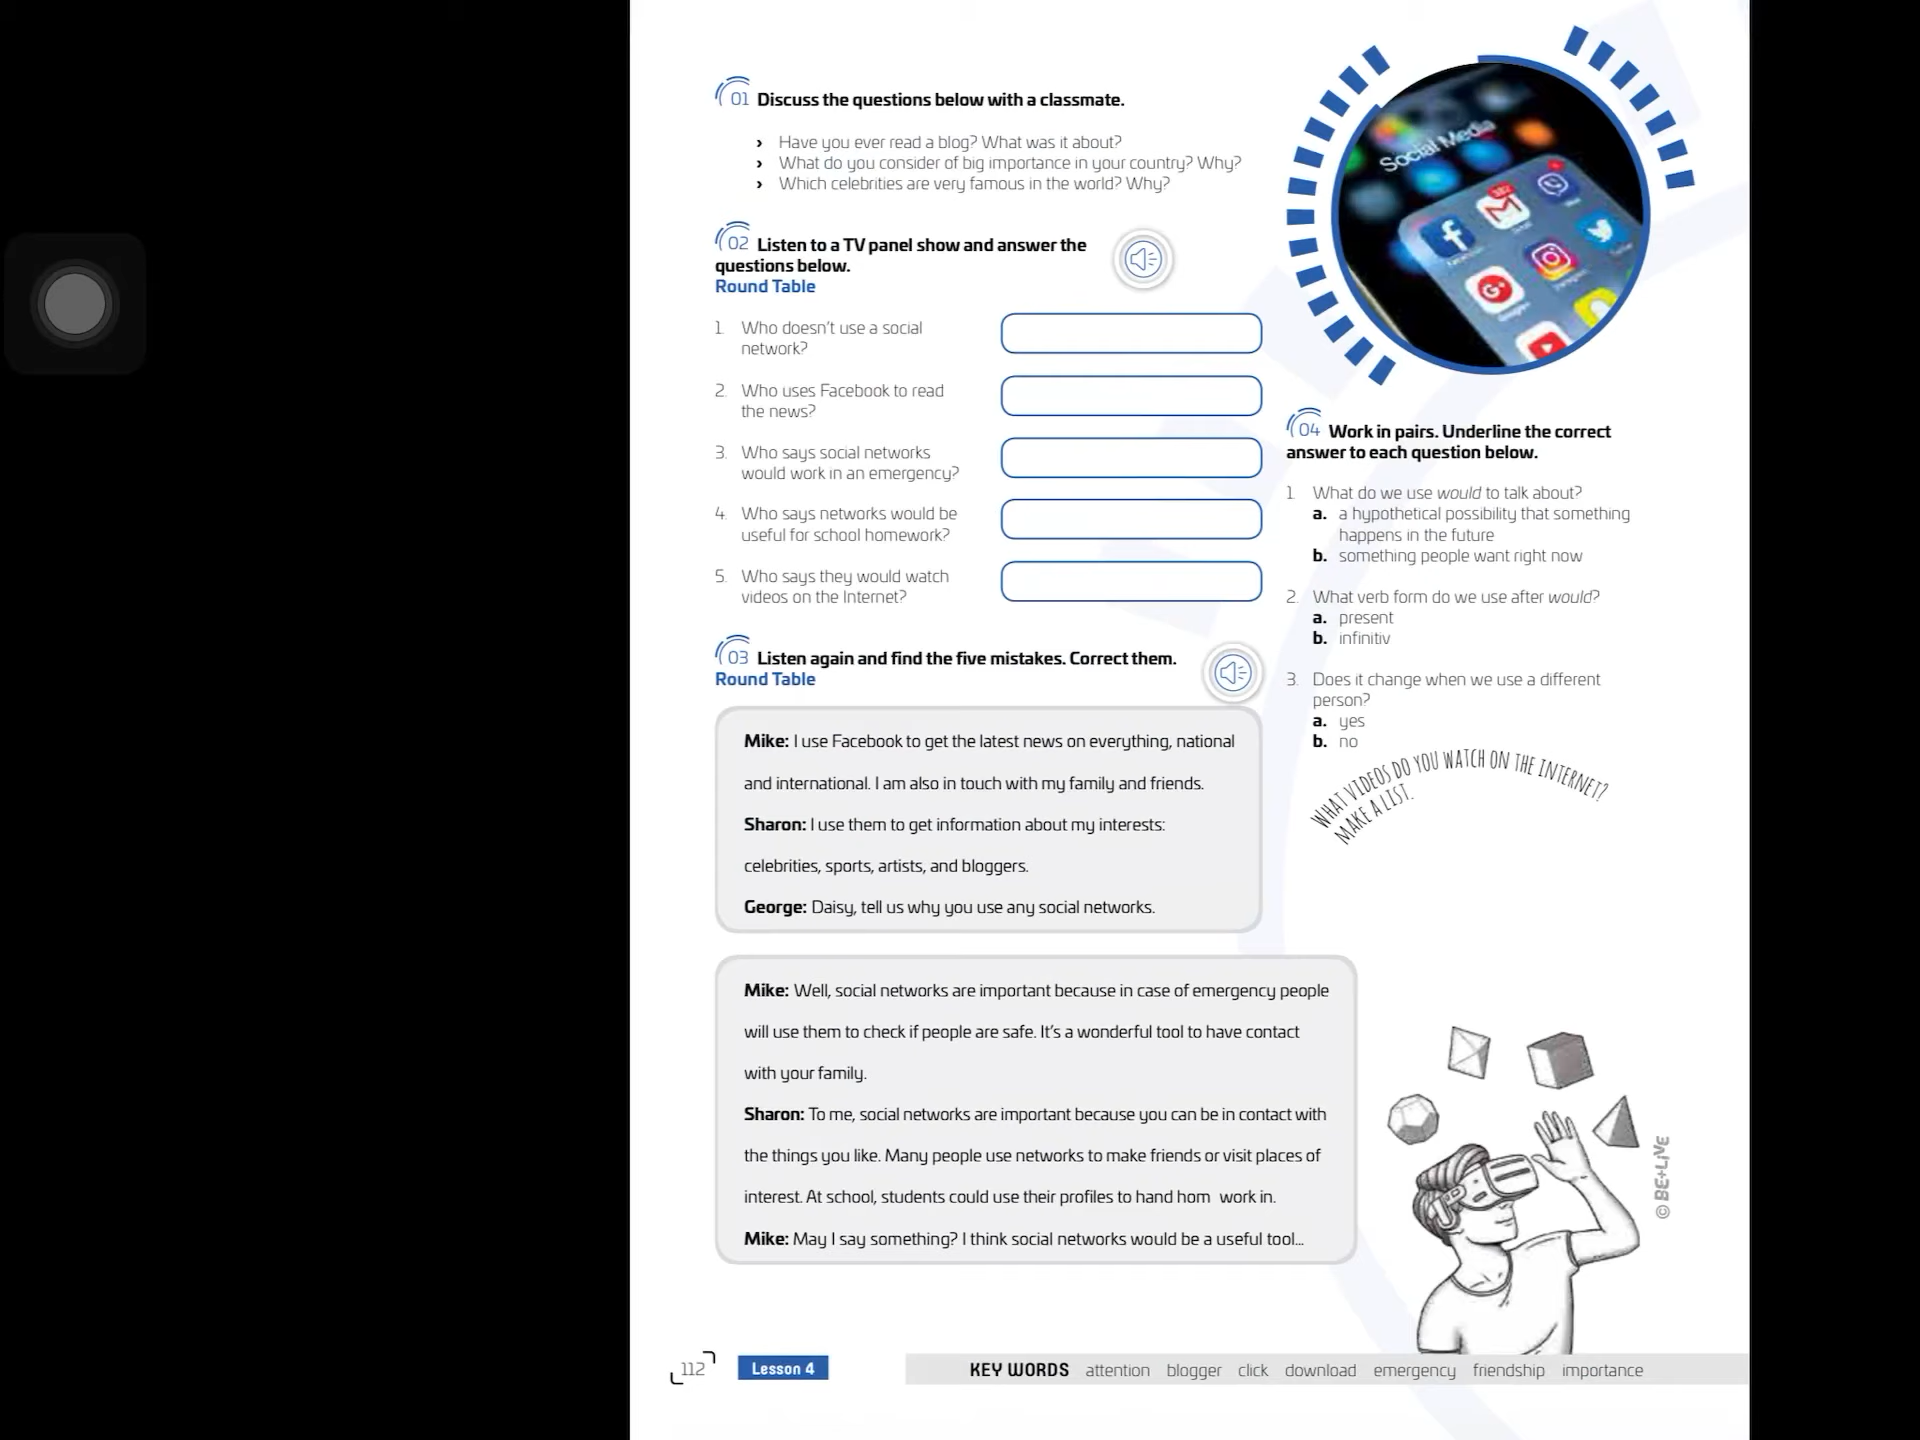 01 Discuss the questions below with a classmate.
› Have you ever read a blog? What was it about?
› What do you consider of big importance in your country? Why?
› Which celebrities are very famous in the world? Why?
02 Listen to a TV panel show and answer the
questions below.
Round Table
1. Who doesn't use a social
network?
2. Who uses Facebook to read
the news?
3. Who says social networks
would work in an emergency?
4. Who says networks would be
useful for school homework?
5. Who says they would watch
videos on the Internet?
03 Listen again and find the five mistakes. Correct them.
Round Table
Mike: I use Facebook to get the latest news on everything, national
and international. I am also in touch with my family and friends.
Sharon: I use them to get information about my interests:
celebrities, sports, artists, and bloggers.
George: Daisy, tell us why you use any social networks.
Mike: Well, social networks are important because in case of emergency people
will use them to check if people are safe. It's a wonderful tool to have contact
with your family.
Sharon: To me, social networks are important because you can be in contact with
the things you like. Many people use networks to make friends or visit places of
interest. At school, students could use their profiles to hand hom work in.
Mike: May I say something? I think social networks would be a useful tool...
Social Media
04 Work in pairs. Underline the correct
answer to each question below.
1. What do we use would to talk about?
a. a hypothetical possibility that something
happens in the future
b. something people want right now
2. What verb form do we use after would?
a. present
b. infinitiv
3. Does it change when we use a different
person?
a. yes
b. no
WHAT VIDEOS DO YOU WATCH ON THE INTERNET?
MAKE A LIST.
© BE+LIVE
112
Lesson 4
KEY WORDS attention blogger click download emergency friendship importance